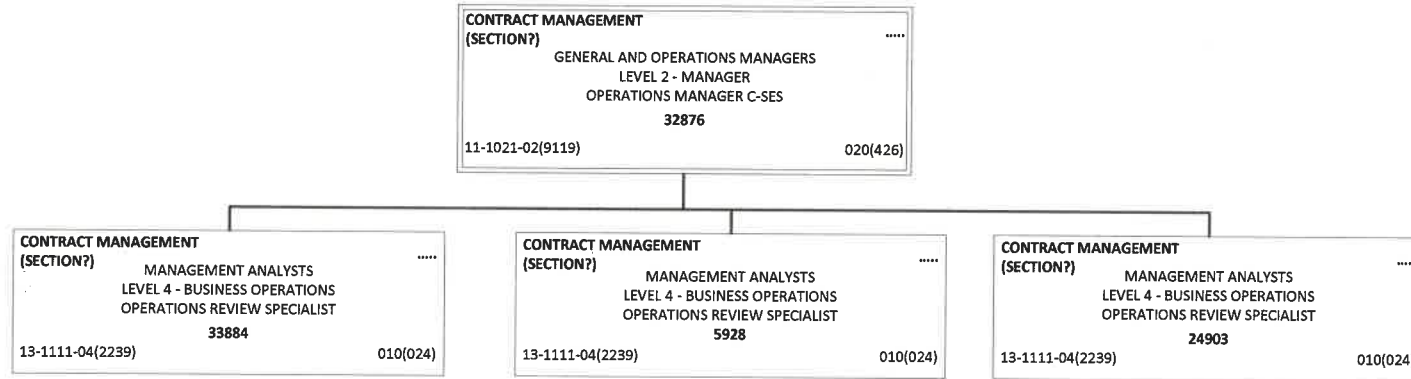 CONTRACT MANAGEMENT
(SECTION?) .....
GENERAL AND OPERATIONS MANAGERS
LEVEL 2 - MANAGER
OPERATIONS MANAGER C-SES
32876
11-1021-02(9119) 020(426)
CONTRACT MANAGEMENT
(SECTION?) .....
MANAGEMENT ANALYSTS
LEVEL 4 - BUSINESS OPERATIONS
OPERATIONS REVIEW SPECIALIST
33884
13-1111-04(2239) 010(024)
CONTRACT MANAGEMENT
(SECTION?) .....
MANAGEMENT ANALYSTS
LEVEL 4 - BUSINESS OPERATIONS
OPERATIONS REVIEW SPECIALIST
5928
13-1111-04(2239) 010(024)
CONTRACT MANAGEMENT
(SECTION?) ....
MANAGEMENT ANALYSTS
LEVEL 4 - BUSINESS OPERATIONS
OPERATIONS REVIEW SPECIALIST
24903
13-1111-04(2239) 010(024